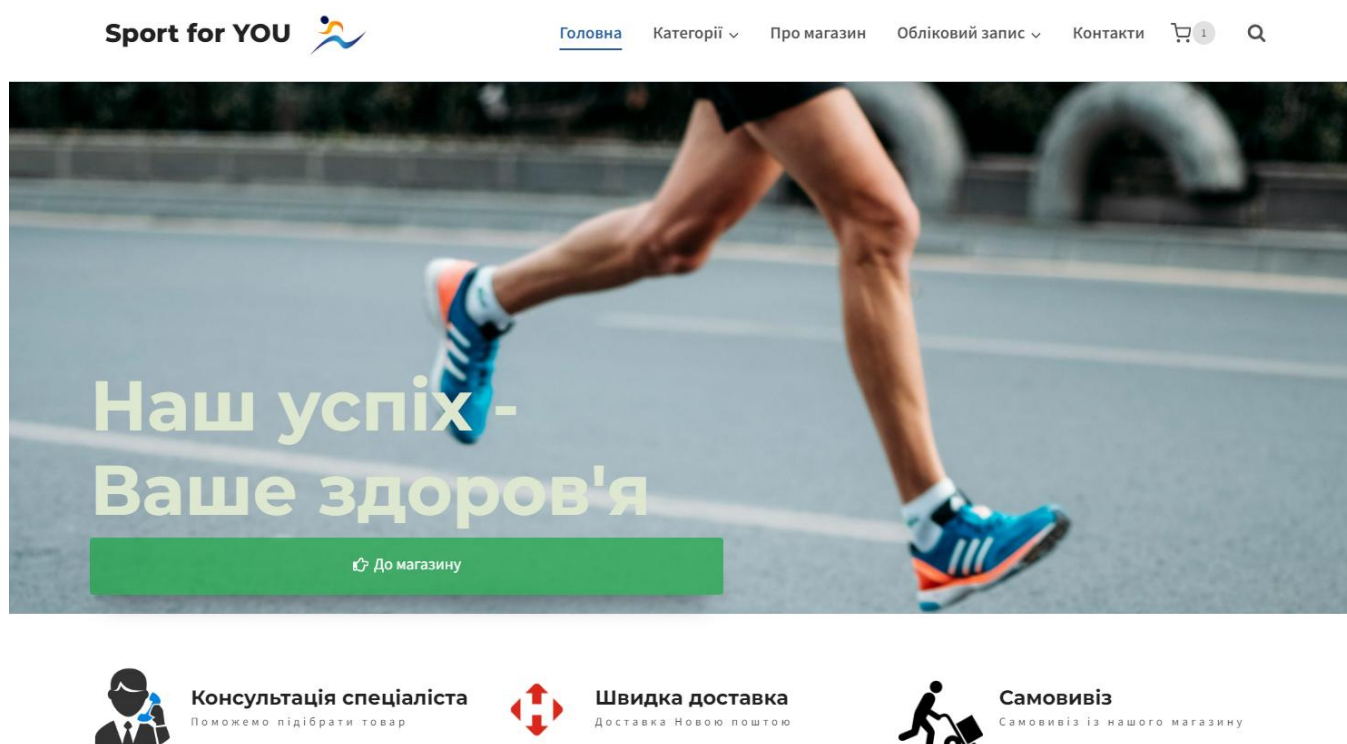 Sport for YOU
Головна Категорії Про магазин Обліковий запис Контакти 1
Наш успіх -
Ваше здоров'я
До магазину
Консультація спеціаліста
Поможемо підібрати товар
Швидка доставка
Доставка Новою поштою
Самовивіз
Самовивіз із нашого магазину